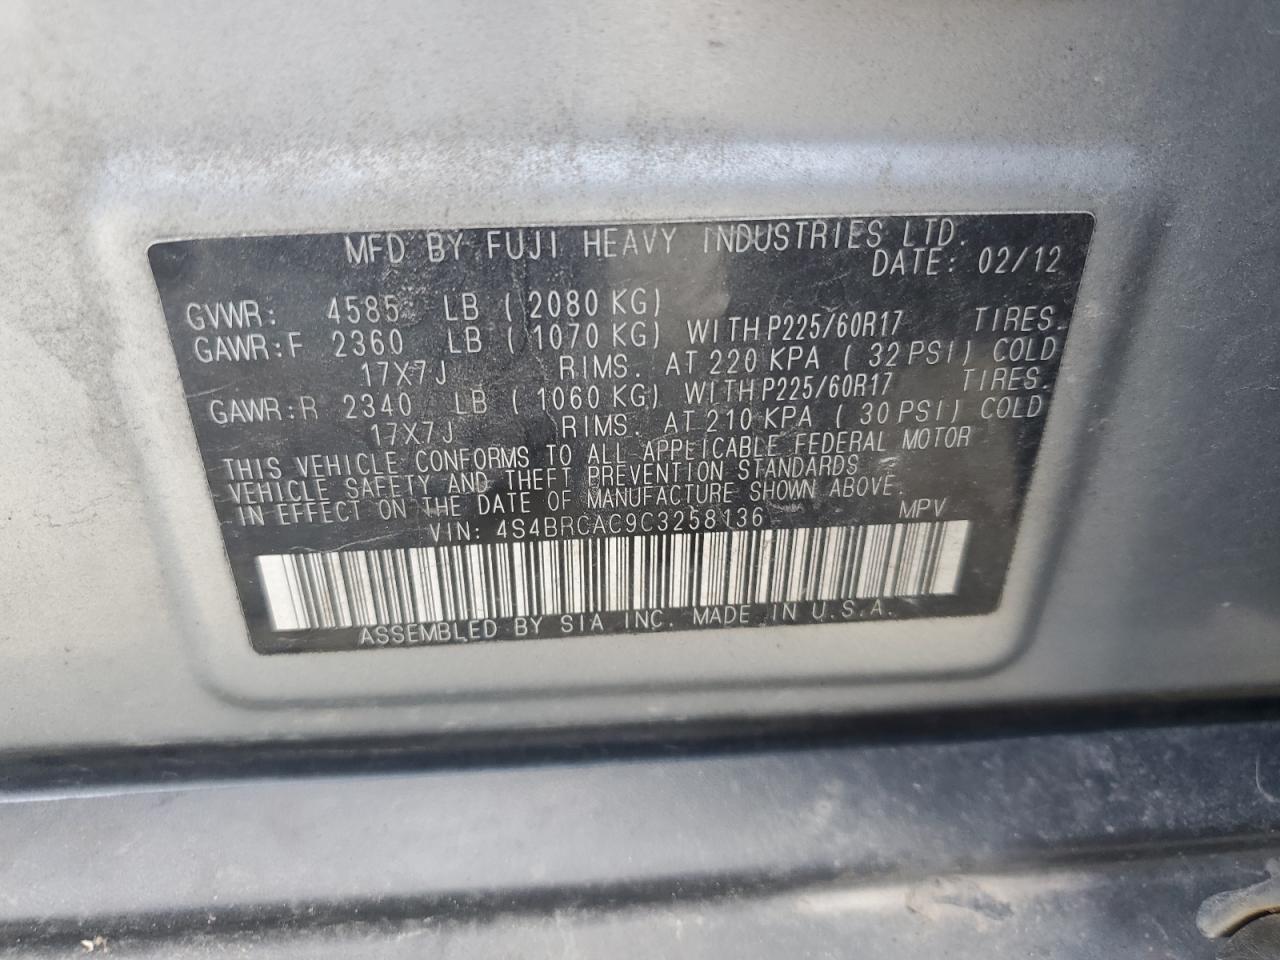 MFD BY FUJI HEAVY INDUSTRIES LTD.
DATE: 02/12
GVWR: 4585 LB ( 2080 KG)
GAWR:F 2360 LB ( 1070 KG) WITH P225/60R17 TIRES.
17X7J RIMS. AT 220 KPA ( 32 PSI) COLD
GAWR:R 2340 LB ( 1060 KG) WITH P225/60R17 TIRES.
17X7J RIMS. AT 210 KPA ( 30 PSI) COLD
THIS VEHICLE CONFORMS TO ALL APPLICABLE FEDERAL MOTOR
VEHICLE SAFETY AND THEFT PREVENTION STANDARDS
IN EFFECT ON THE DATE OF MANUFACTURE SHOWN ABOVE.
VIN: 4S4BRCAC9C3258136 MPV
ASSEMBLED BY SIA INC. MADE IN U.S.A.